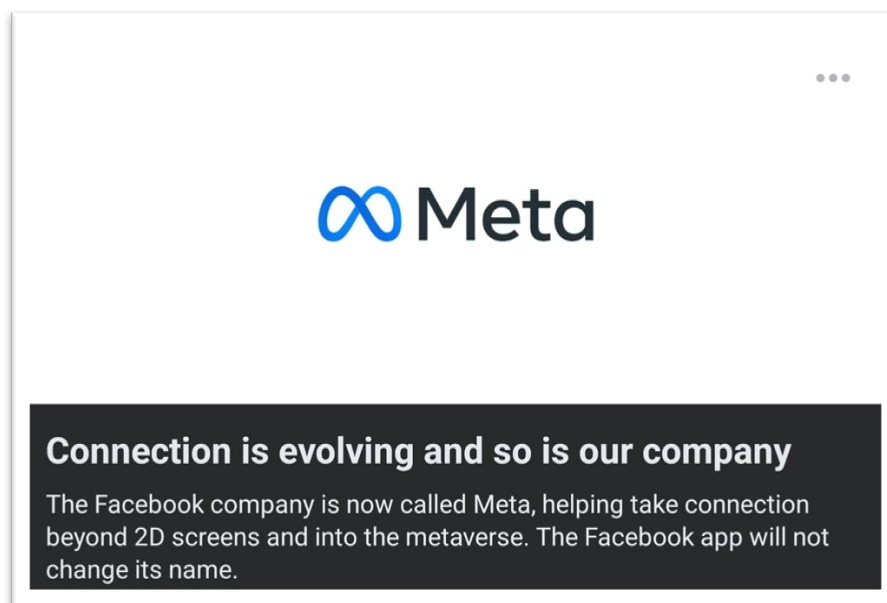 Meta
Connection is evolving and so is our company
The Facebook company is now called Meta, helping take connection
beyond 2D screens and into the metaverse. The Facebook app will not
change its name.